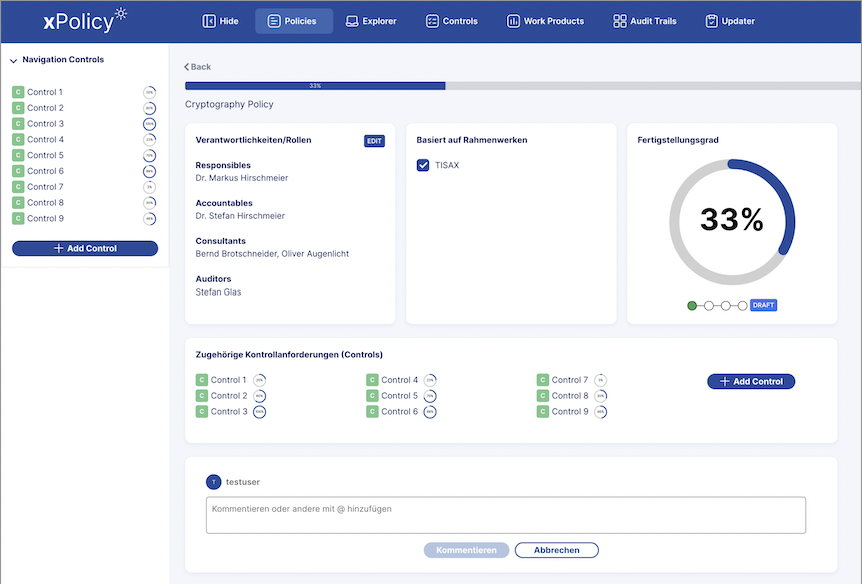 xPolicy
Hide
Policies
Explorer
Controls
Work Products
Audit Trails
Updater
Navigation Controls
C Control 1
C Control 2
C Control 3
C Control 4
C Control 5
C Control 6
C Control 7
C Control 8
C Control 9
Add Control
Back
33%
Cryptography Policy
Verantwortlichkeiten/Rollen
EDIT
Responsibles
Dr. Markus Hirschmeier
Accountables
Dr. Stefan Hirschmeier
Consultants
Bernd Brotschneider, Oliver Augenlicht
Auditors
Stefan Glas
Basiert auf Rahmenwerken
TISAX
Fertigstellungsgrad
33%
DRAFT
Zugehörige Kontrollanforderungen (Controls)
C Control 1
C Control 2
C Control 3
C Control 4
C Control 5
C Control 6
C Control 7
C Control 8
C Control 9
Add Control
T testuser
Kommentieren oder andere mit @ hinzufügen
Kommentieren
Abbrechen